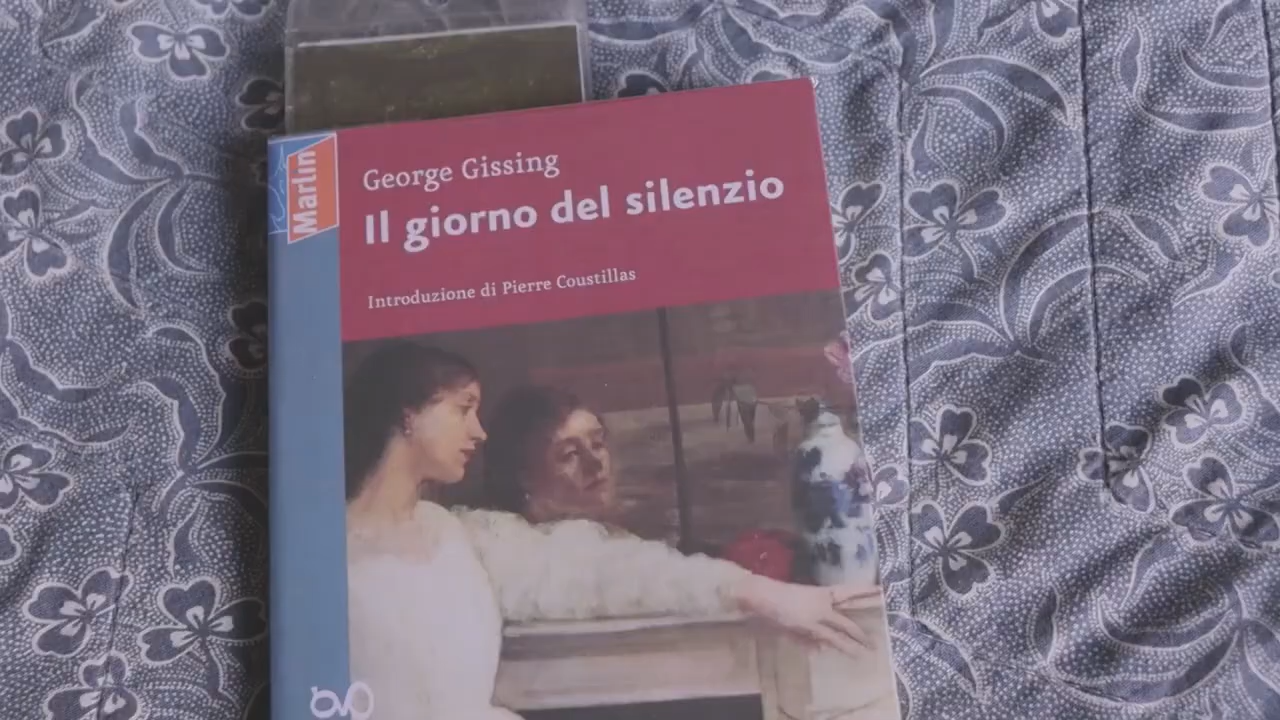 Marlin
George Gissing
Il giorno del silenzio
Introduzione di Pierre Coustillas